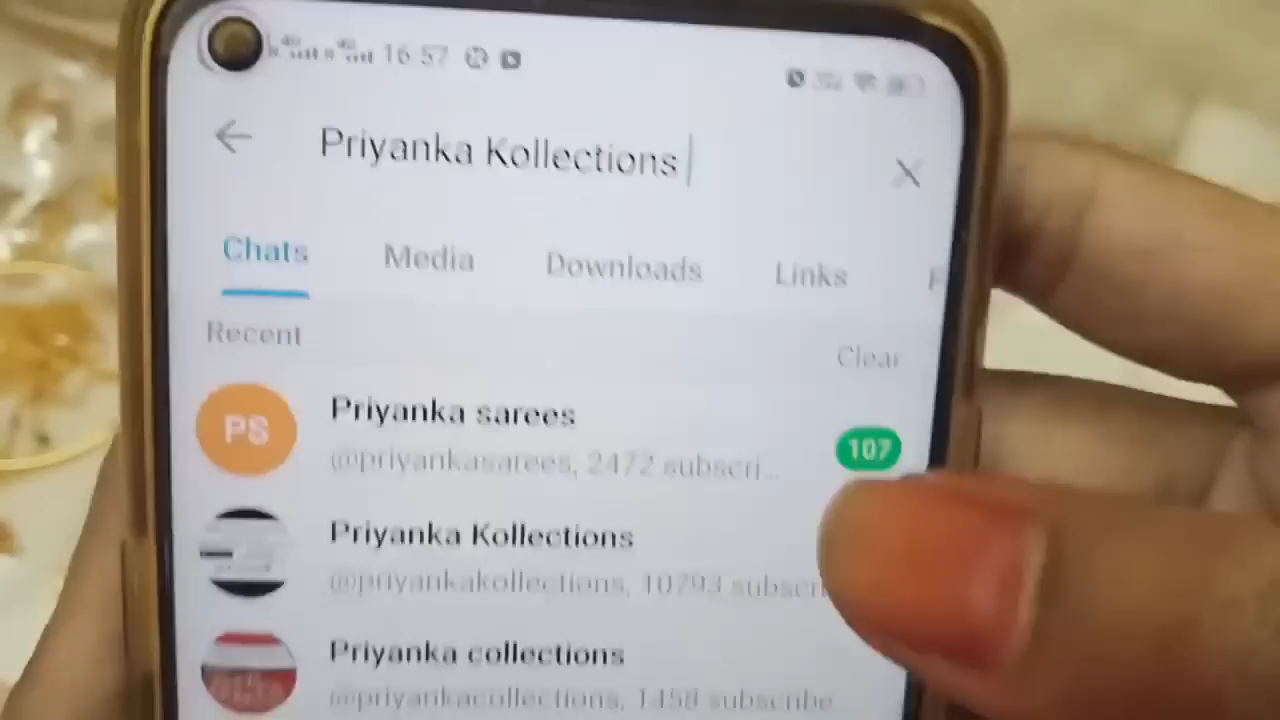 16:57
Priyanka Kollections
Chats Media Downloads Links
Recent
Clear
Priyanka sarees
PS
@priyankasarees, 2472 subscri...
107
Priyanka Kollections
@priyankakollections, 10793 subscri
Priyanka collections
@priyankacollections, 1458 subscribe